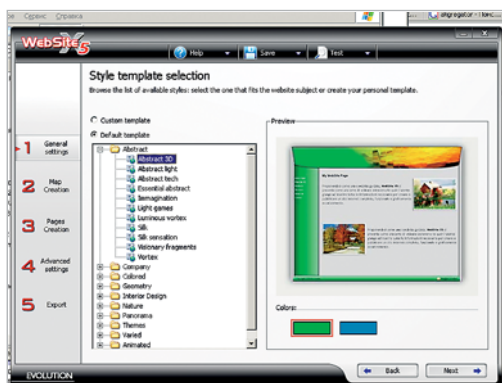 Сервис Справка
WebSite X5
Help
Save
Test
Style template selection
Browse the list of available styles: select the one that fits the website subject or create your personal template.
Custom template
Default template
Abstract
Abstract 3D
Abstract light
Abstract tech
Essential abstract
Immagination
Light games
Luminous vortex
Silk
Silk sensation
Visionary fragments
Vortex
Company
Colored
Geometry
Interior Design
Nature
Panorama
Themes
Varied
Animated
Preview
My WebSite Page
Colors:
1 General settings
2 Map Creation
3 Pages Creation
4 Advanced settings
5 Export
EVOLUTION
Back
Next